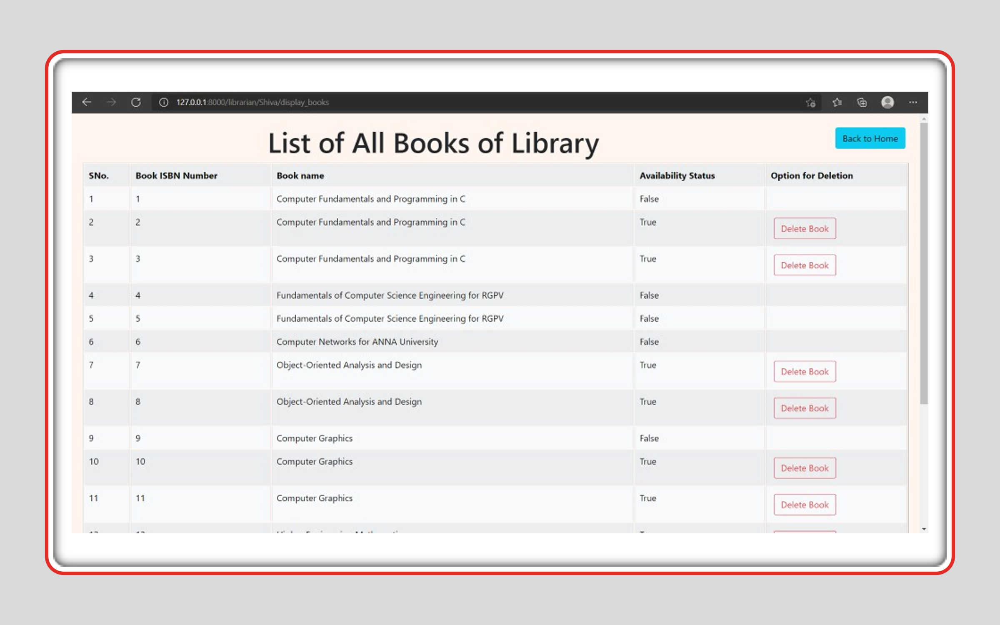 127.0.0.1:8000/librarian/Shiva/display_books
List of All Books of Library
Back to Home
SNo. Book ISBN Number Book name Availability Status Option for Deletion
1 1 Computer Fundamentals and Programming in C False
2 2 Computer Fundamentals and Programming in C True Delete Book
3 3 Computer Fundamentals and Programming in C True Delete Book
4 4 Fundamentals of Computer Science Engineering for RGPV False
5 5 Fundamentals of Computer Science Engineering for RGPV False
6 6 Computer Networks for ANNA University False
7 7 Object-Oriented Analysis and Design True Delete Book
8 8 Object-Oriented Analysis and Design True Delete Book
9 9 Computer Graphics False
10 10 Computer Graphics True Delete Book
11 11 Computer Graphics True Delete Book